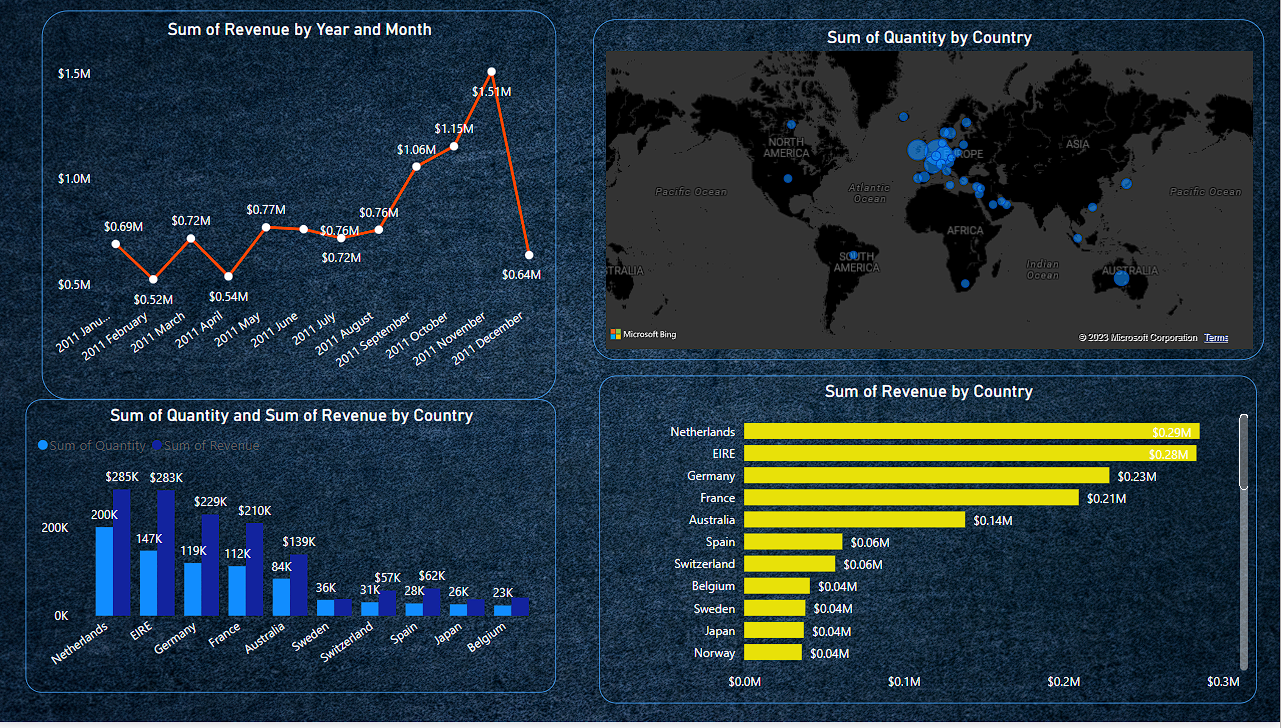 Sum of Revenue by Year and Month
$1.5M
$1.0M
$0.5M
$0.69M
$0.52M
$0.72M
$0.54M
$0.77M
$0.76M
$0.72M
$0.76M
$1.06M
$1.15M
$1.51M
$0.64M
2011 Janu...
2011 February
2011 March
2011 April
2011 May
2011 June
2011 July
2011 August
2011 September
2011 October
2011 November
2011 December
Sum of Quantity by Country
NORTH
AMERICA
EUROPE
ASIA
Pacific Ocean
Atlantic
Ocean
Pacific Ocean
AFRICA
SOUTH
AMERICA
Indian
Ocean
STRALIA
AUSTRALIA
Microsoft Bing
© 2023 Microsoft Corporation Terms
Sum of Quantity and Sum of Revenue by Country
Sum of Quantity Sum of Revenue
200K
0K
200K
$285K
147K
$283K
119K
$229K
112K
$210K
84K
$139K
36K
31K
$57K
28K
$62K
26K
23K
Netherlands
EIRE
Germany
France
Australia
Sweden
Switzerland
Spain
Japan
Belgium
Sum of Revenue by Country
Netherlands $0.29M
EIRE $0.28M
Germany $0.23M
France $0.21M
Australia $0.14M
Spain $0.06M
Switzerland $0.06M
Belgium $0.04M
Sweden $0.04M
Japan $0.04M
Norway $0.04M
$0.0M $0.1M $0.2M $0.3M